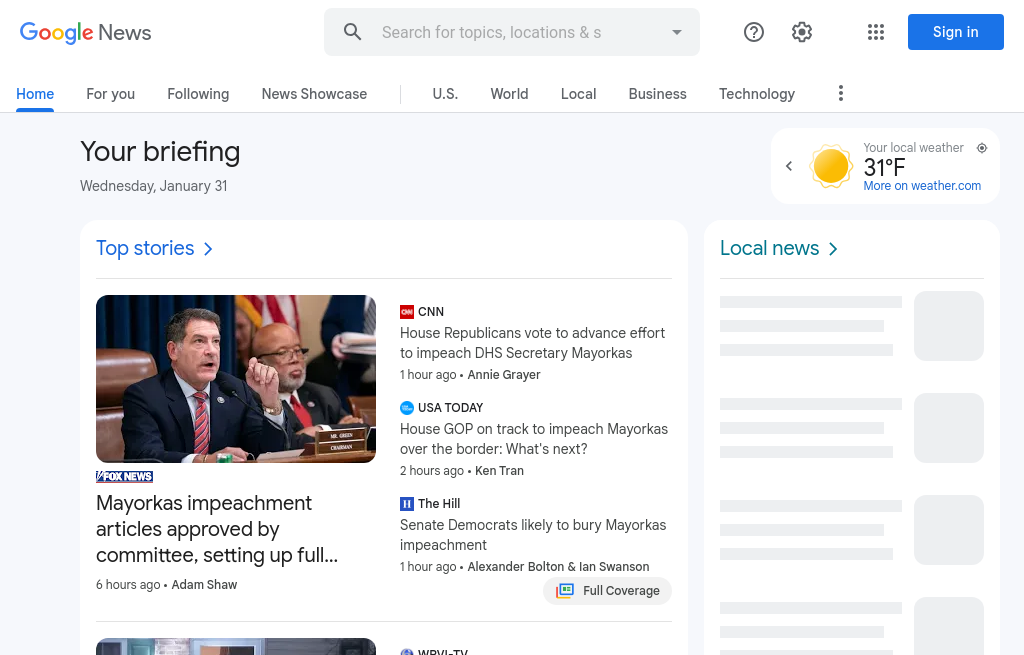 Google News
Search for topics, locations & s
Sign in
Home
For you
Following
News Showcase
U.S.
World
Local
Business
Technology
Your briefing
Wednesday, January 31
Your local weather
31°F
More on weather.com
Top stories
Local news
MR. GREEN
CHAIRMAN
FOX NEWS
Mayorkas impeachment
articles approved by
committee, setting up full...
6 hours ago • Adam Shaw
CNN
CNN
House Republicans vote to advance effort
to impeach DHS Secretary Mayorkas
1 hour ago • Annie Grayer
USA TODAY
House GOP on track to impeach Mayorkas
over the border: What's next?
2 hours ago • Ken Tran
H
The Hill
Senate Democrats likely to bury Mayorkas
impeachment
1 hour ago • Alexander Bolton & Ian Swanson
Full Coverage
WPVI-TV